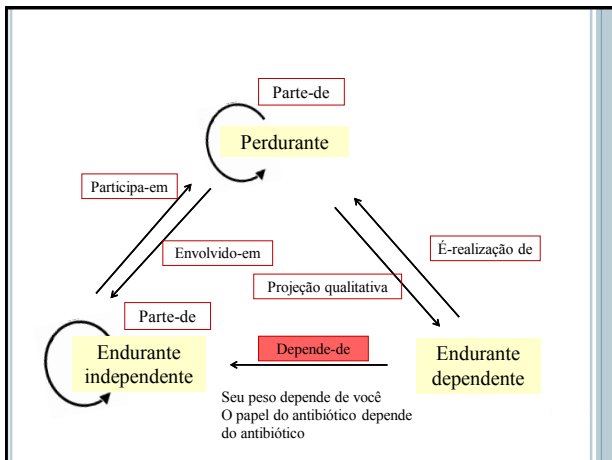 Parte-de
Perdurante
Participa-em
Envolvido-em
É-realização de
Projeção qualitativa
Parte-de
Endurante
independente
Depende-de
Endurante
dependente
Seu peso depende de você
O papel do antibiótico depende
do antibiótico